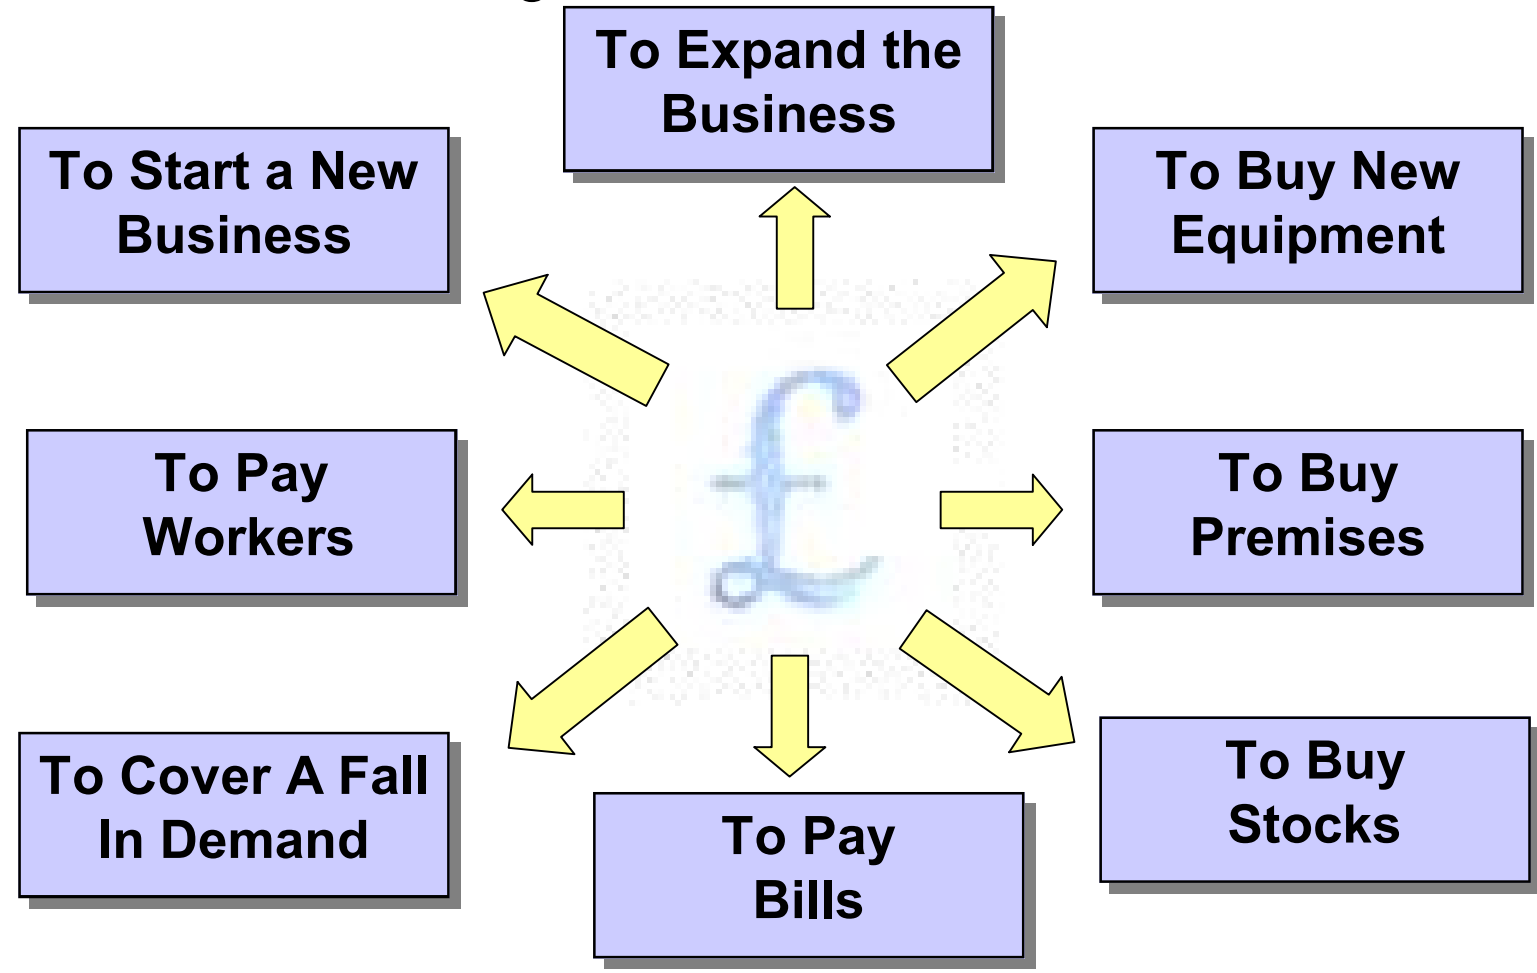 To Expand the
Business
To Start a New
Business
To Buy New
Equipment
£
To Pay
Workers
To Buy
Premises
To Cover A Fall
In Demand
To Pay
Bills
To Buy
Stocks